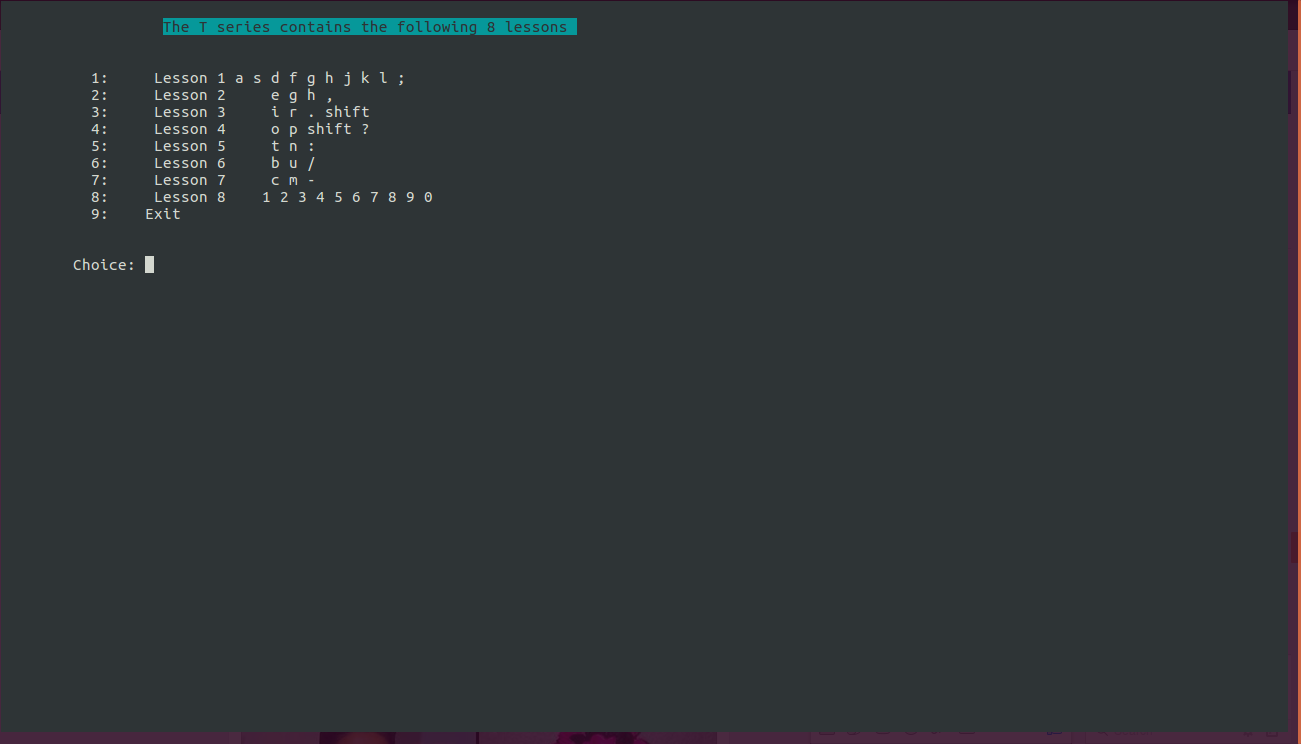 The T series contains the following 8 lessons
1: Lesson 1 a s d f g h j k l ;
2: Lesson 2 e g h ,
3: Lesson 3 i r . shift
4: Lesson 4 o p shift ?
5: Lesson 5 t n :
6: Lesson 6 b u /
7: Lesson 7 c m -
8: Lesson 8 1 2 3 4 5 6 7 8 9 0
9: Exit
Choice: